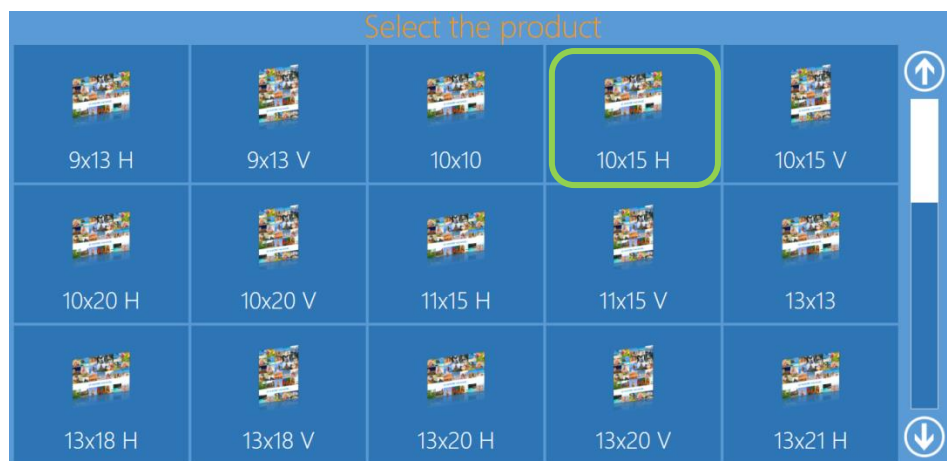 Select the product
9x13 H 9x13 V 10x10 10x15 H 10x15 V
10x20 H 10x20 V 11x15 H 11x15 V 13x13
13x18 H 13x18 V 13x20 H 13x20 V 13x21 H